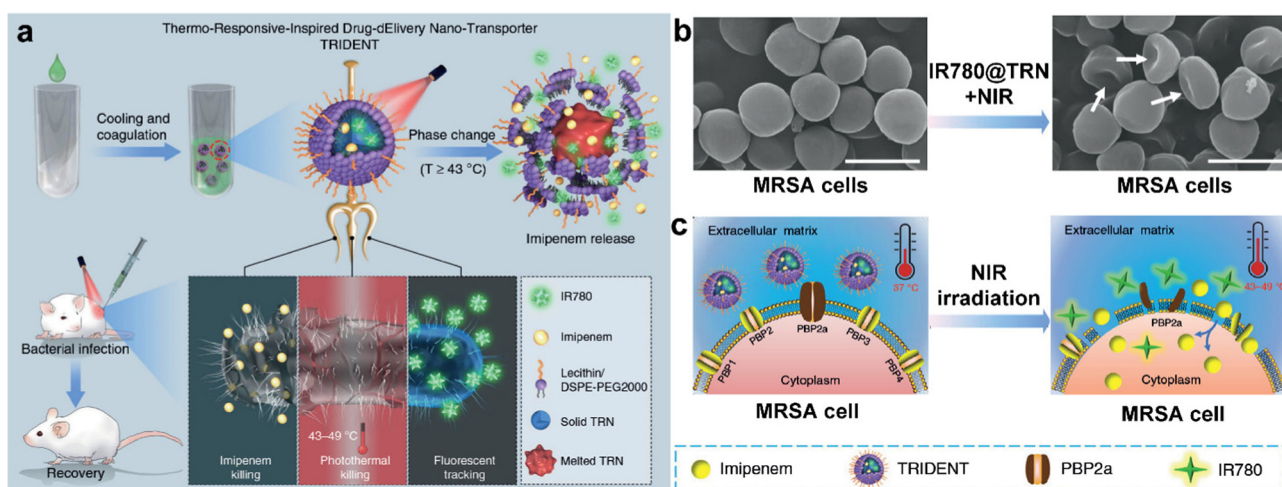 a
Thermo-Responsive-Inspired Drug-dElivery Nano-Transporter
TRIDENT
Cooling and
coagulation
Phase change
(T ≥ 43 °C)
Imipenem release
Bacterial infection
Recovery
43–49 °C
Imipenem
killing
Photothermal
killing
Fluorescent
tracking
IR780
Imipenem
Lecithin/
DSPE-PEG2000
Solid TRN
Melted TRN
b
IR780@TRN
+NIR
MRSA cells
MRSA cells
c
Extracellular matrix
37 °C
PBP1
PBP2
PBP2a
PBP3
PBP4
Cytoplasm
MRSA cell
NIR
irradiation
Extracellular matrix
43–49 °C
PBP2a
Cytoplasm
MRSA cell
Imipenem
TRIDENT
PBP2a
IR780